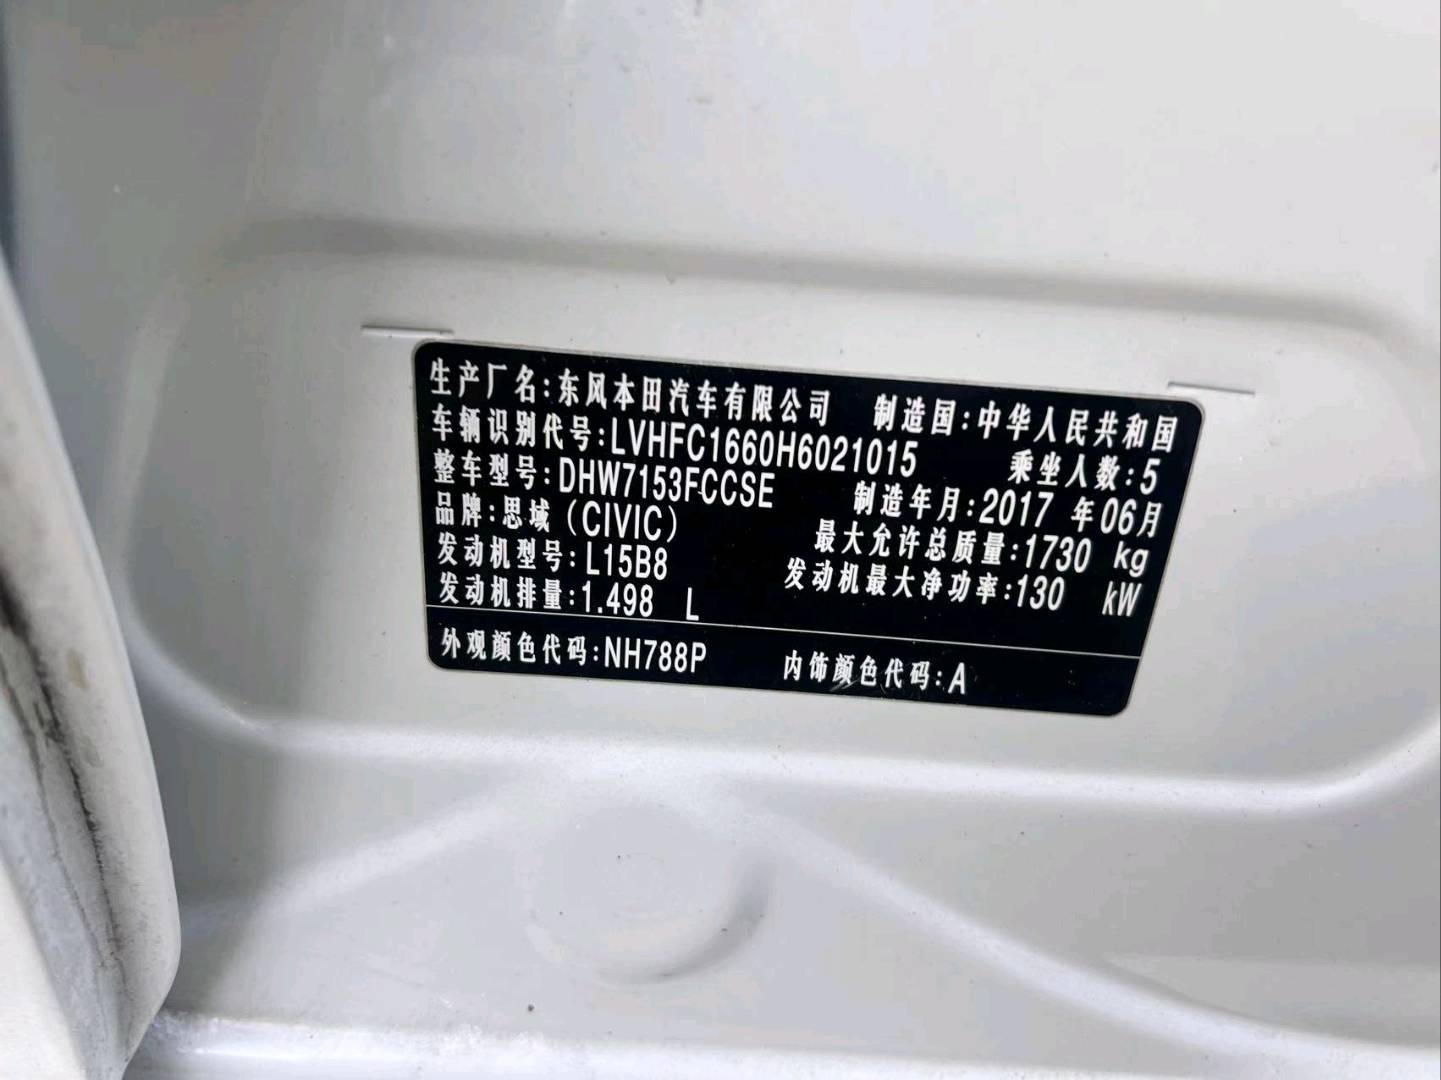 生产厂名:东风本田汽车有限公司 制造国:中华人民共和国
车辆识别代号:LVHFC1660H6021015 乘坐人数:5
整车型号:DHW7153FCCSE 制造年月:2017 年06月
品牌:思域(CIVIC) 最大允许总质量:1730 kg
发动机型号:L15B8 发动机最大净功率:130 kW
发动机排量:1.498 L
外观颜色代码:NH788P 内饰颜色代码:A